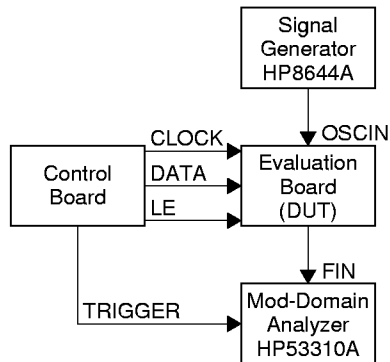 Signal
Generator
HP8644A
OSCIN
CLOCK
DATA
LE
Control
Board
Evaluation
Board
(DUT)
FIN
TRIGGER
Mod-Domain
Analyzer
HP53310A